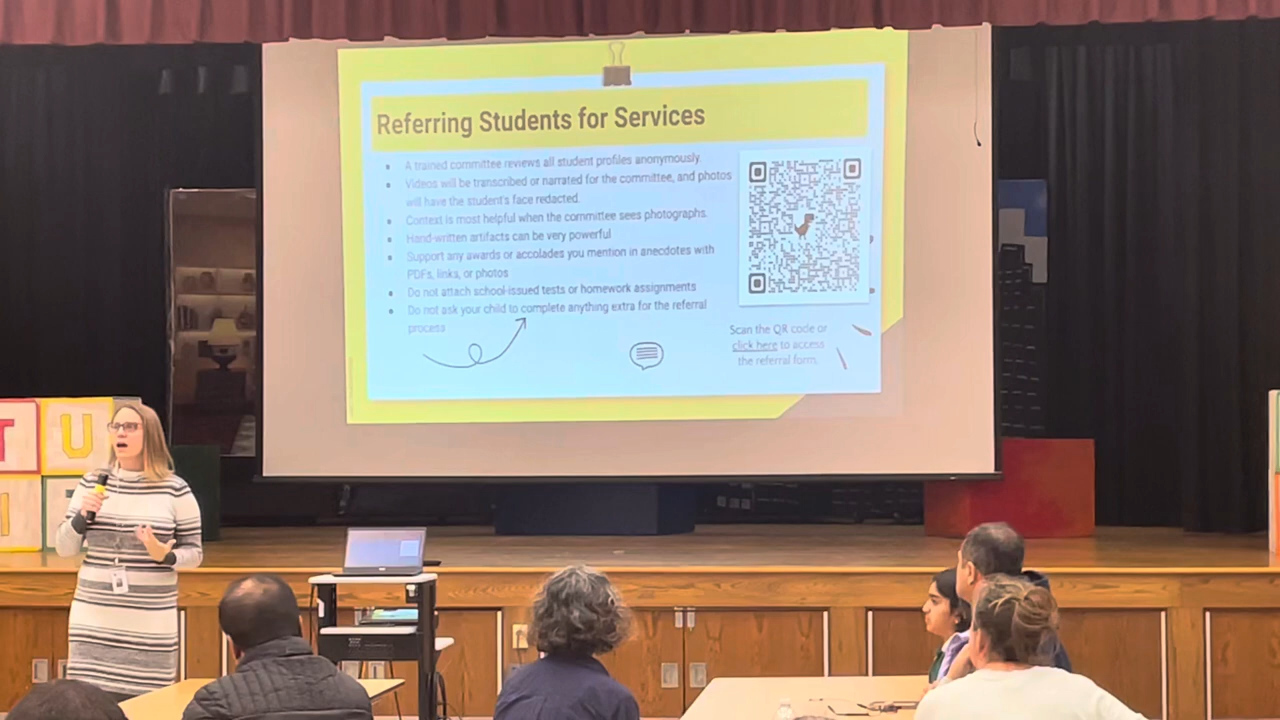 Referring Students for Services
A trained committee reviews all student profiles anonymously.
Videos will be transcribed or narrated for the committee, and photos
will have the student's face redacted.
Context is most helpful when the committee sees photographs.
Hand-written artifacts can be very powerful
Support any awards or accolades you mention in anecdotes with
PDFs, links, or photos
Do not attach school-issued tests or homework assignments
Do not ask your child to complete anything extra for the referral
process
Scan the QR code or
click here to access
the referral form.
T U
I